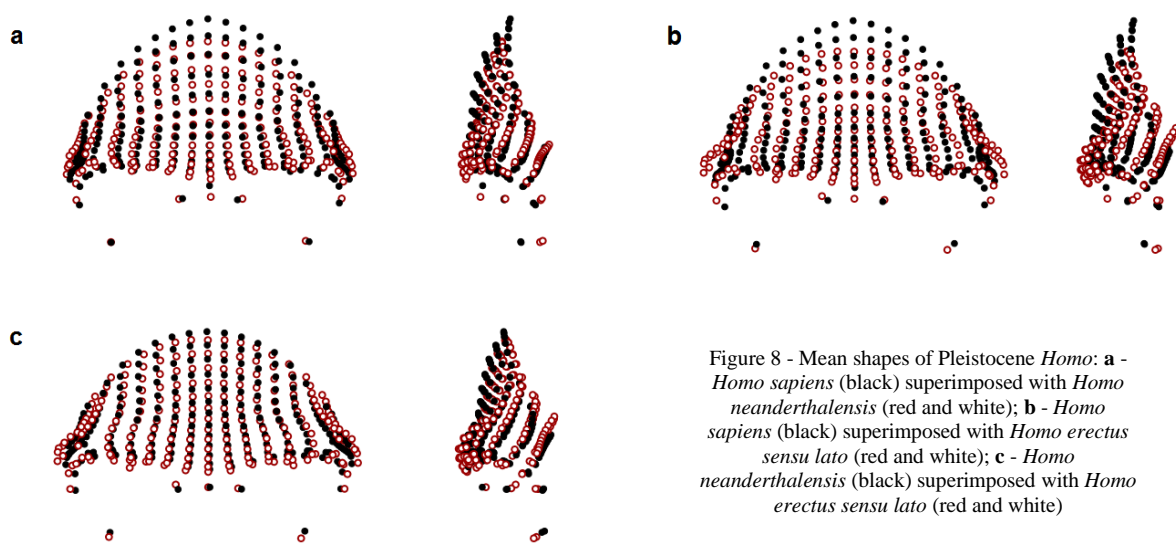 a
b
c
Figure 8 - Mean shapes of Pleistocene Homo: a -
Homo sapiens (black) superimposed with Homo
neanderthalensis (red and white); b - Homo
sapiens (black) superimposed with Homo erectus
sensu lato (red and white); c - Homo
neanderthalensis (black) superimposed with Homo
erectus sensu lato (red and white)